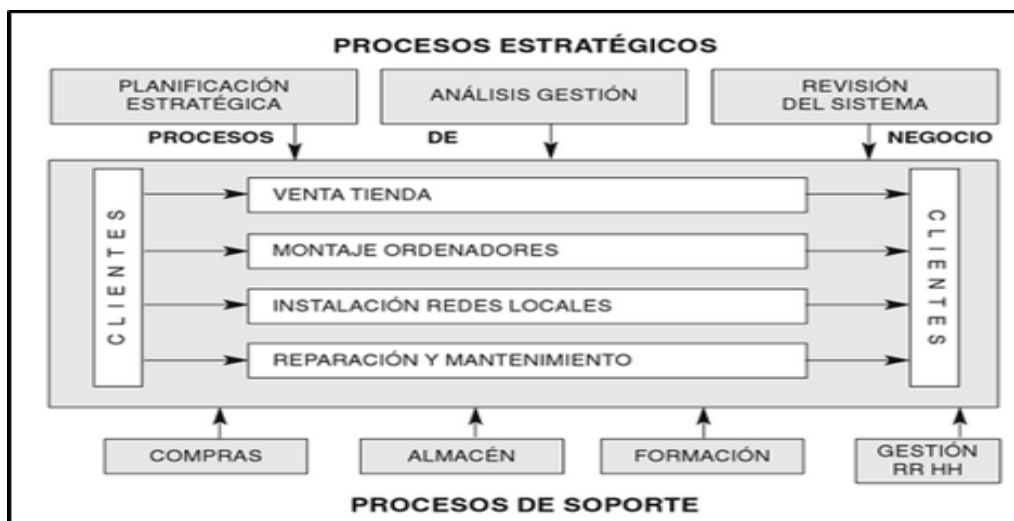 PROCESOS ESTRATÉGICOS
PLANIFICACIÓN
ESTRATÉGICA
ANÁLISIS GESTIÓN
REVISIÓN
DEL SISTEMA
PROCESOS DE NEGOCIO
CLIENTES
VENTA TIENDA
MONTAJE ORDENADORES
INSTALACIÓN REDES LOCALES
REPARACIÓN Y MANTENIMIENTO
CLIENTES
COMPRAS
ALMACÉN
FORMACIÓN
GESTIÓN
RR HH
PROCESOS DE SOPORTE